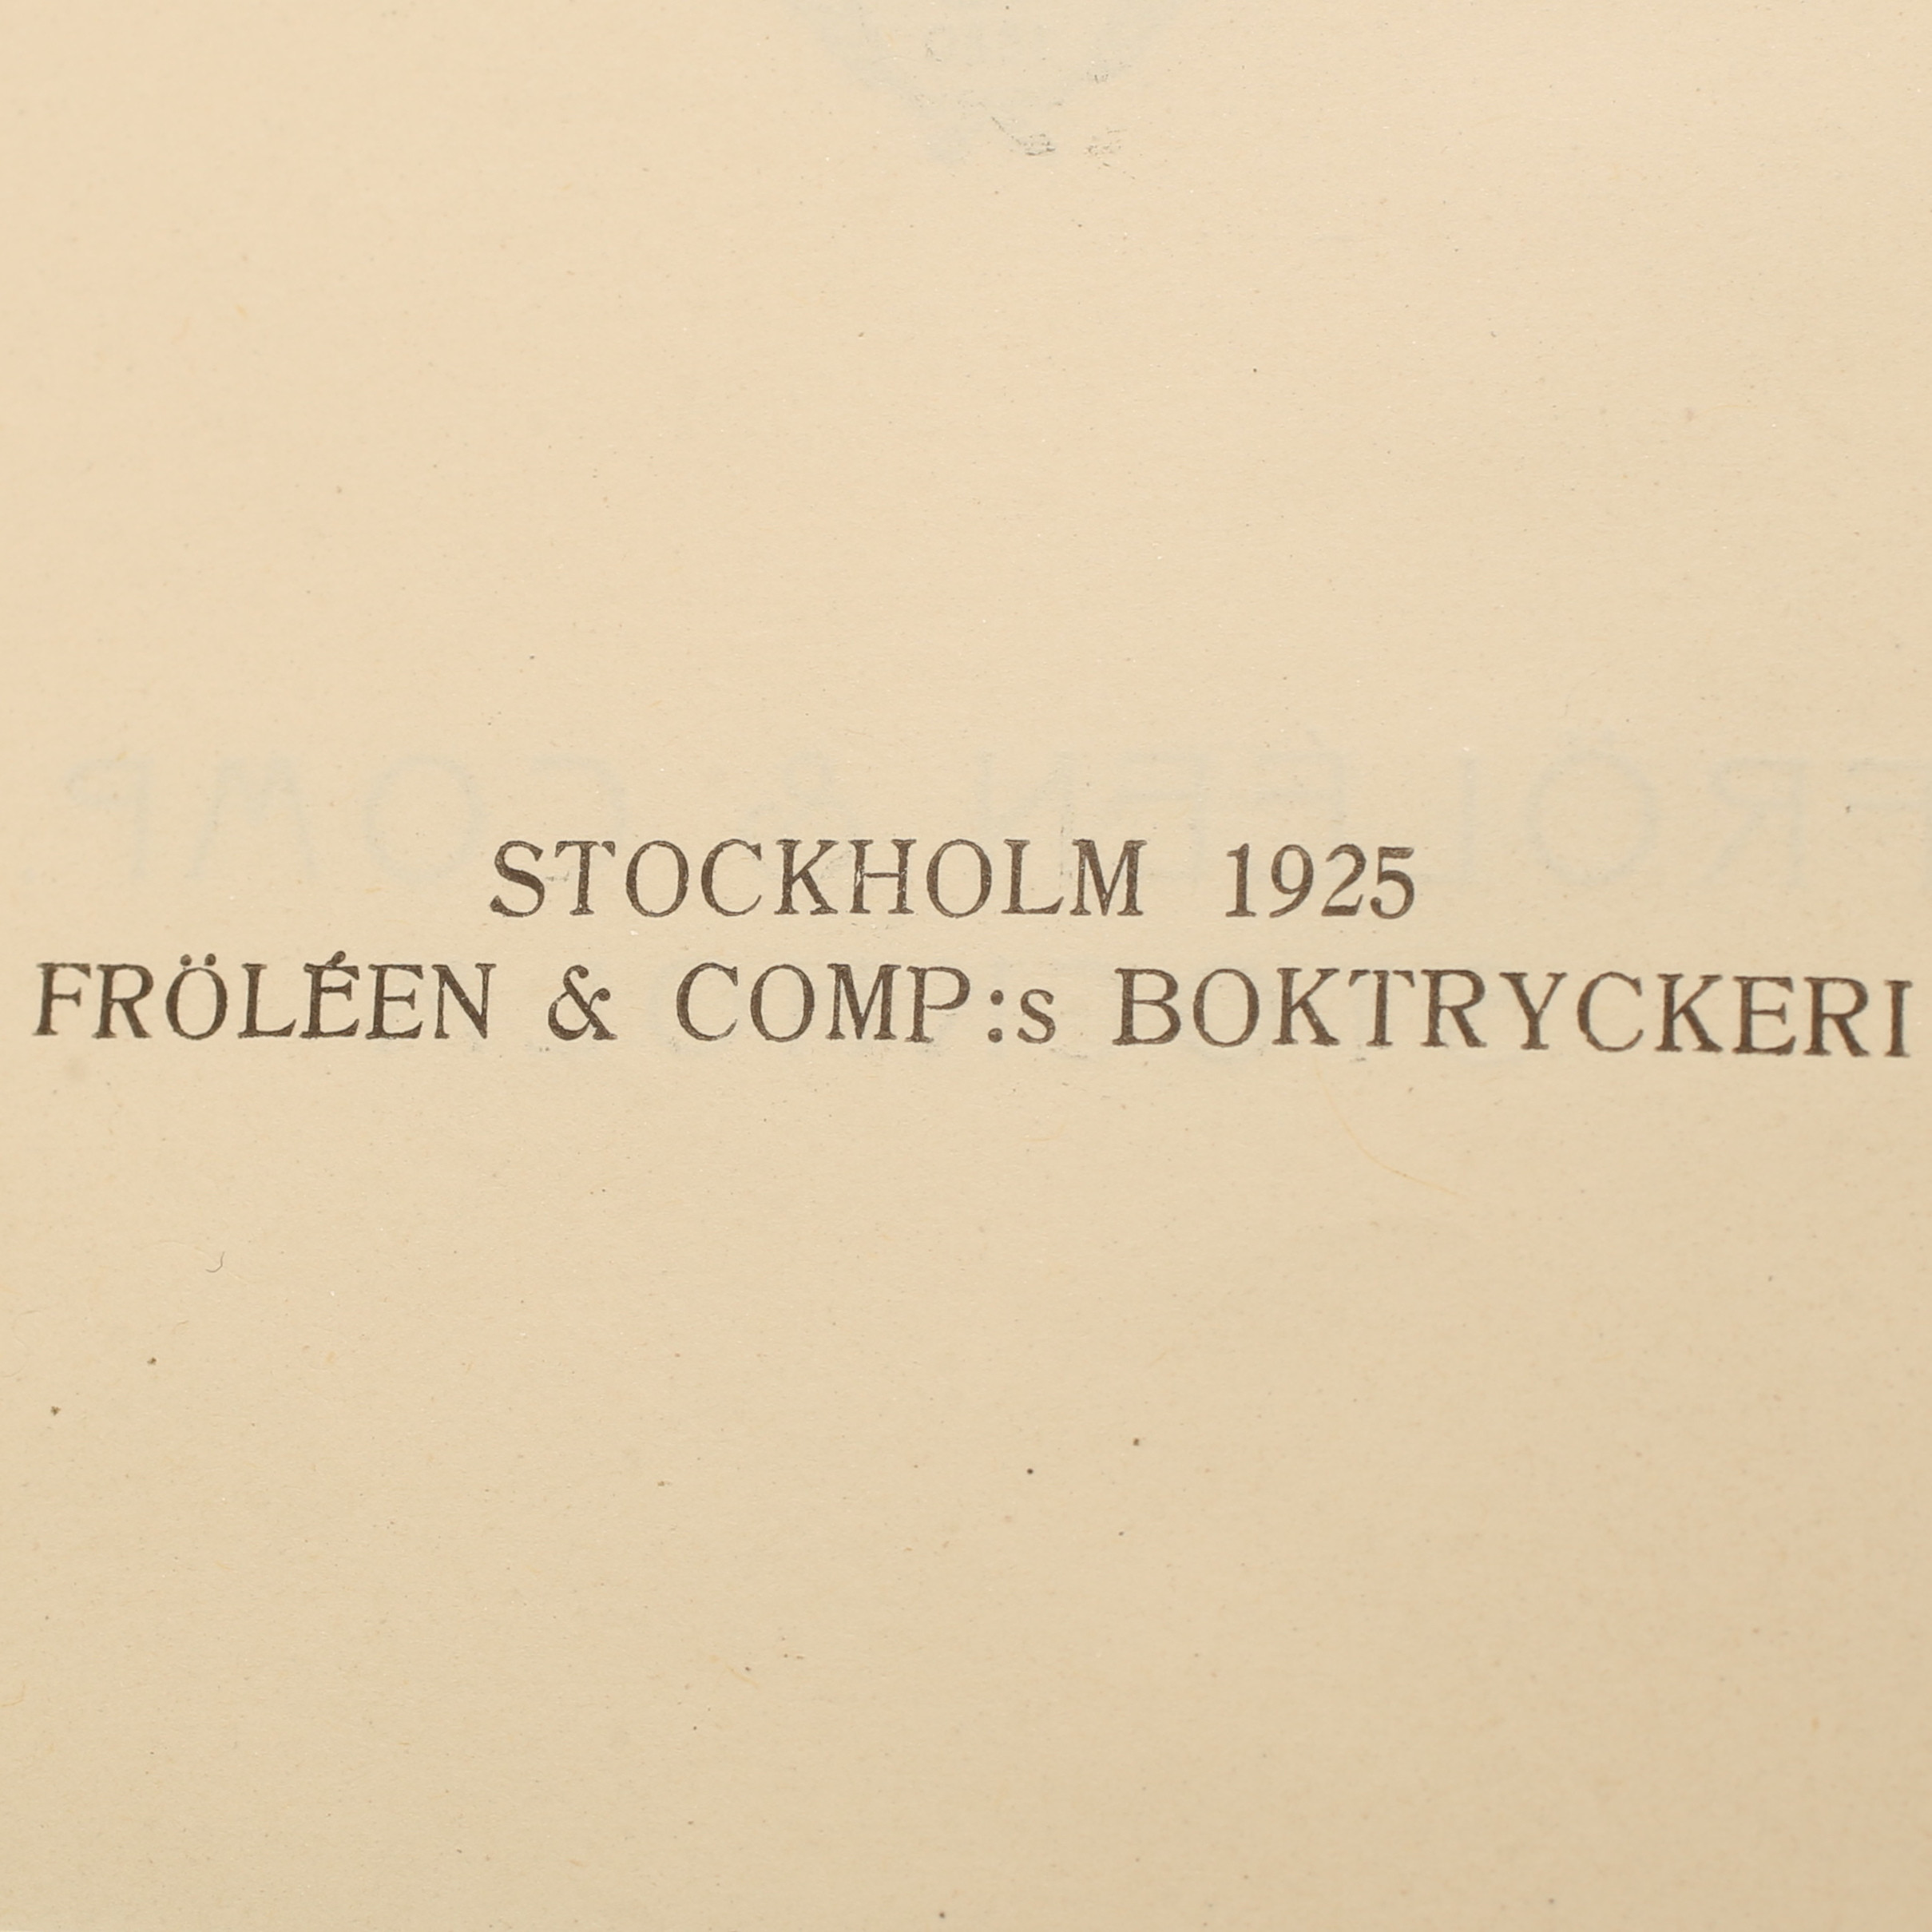 STOCKHOLM 1925
FRÖLÉEN & COMP:s BOKTRYCKERI